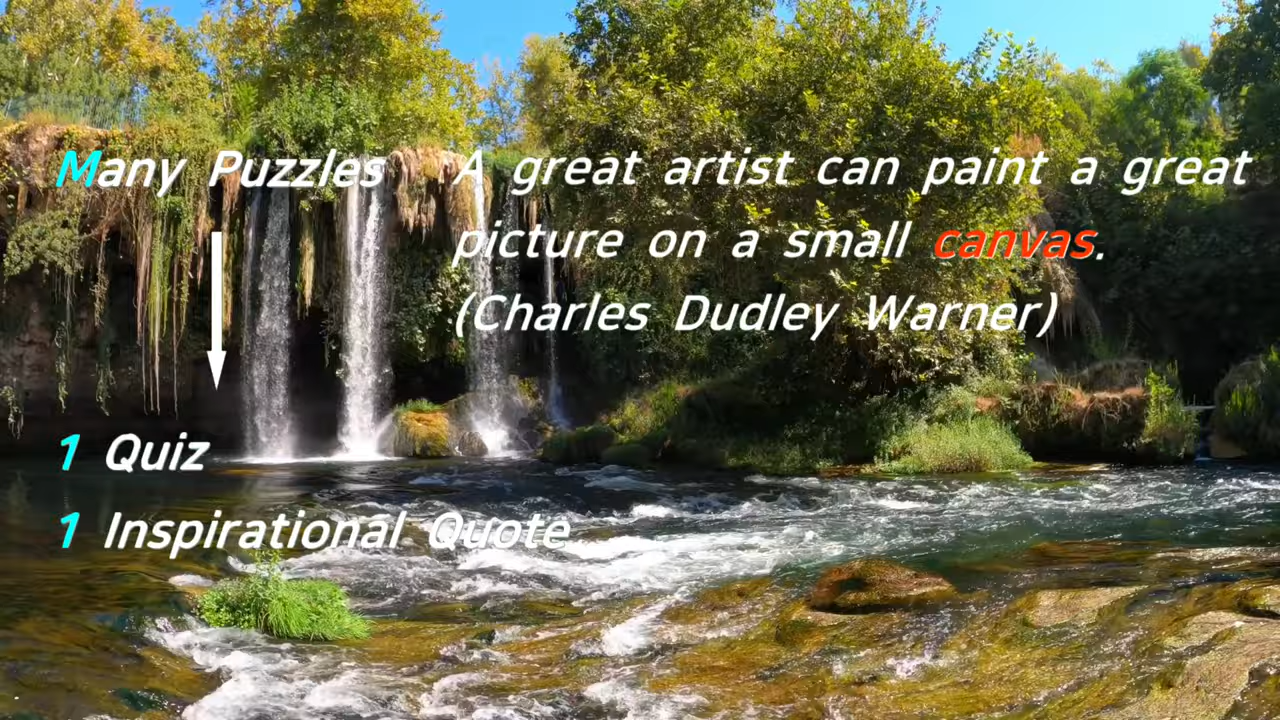 Many Puzzles
A great artist can paint a great
picture on a small canvas.
(Charles Dudley Warner)
1 Quiz
1 Inspirational Quote